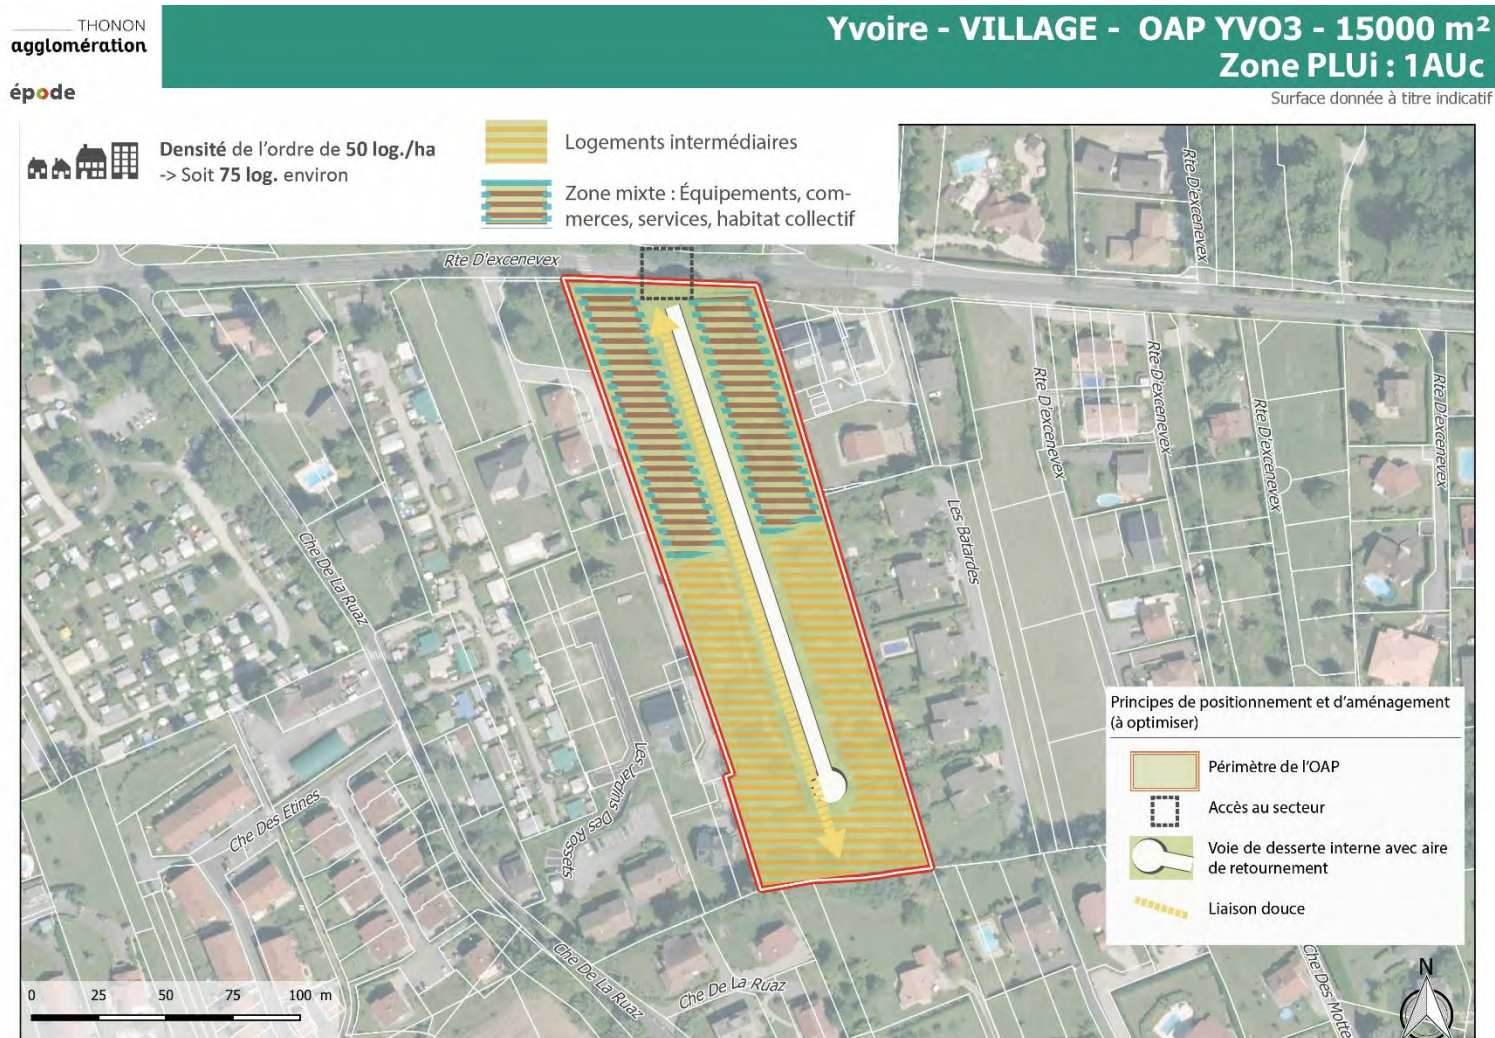 THONON
agglomération
épode
Yvoire - VILLAGE - OAP YVO3 - 15000 m²
Zone PLUi : 1AUc
Surface donnée à titre indicatif
Densité de l'ordre de 50 log./ha
-> Soit 75 log. environ
Logements intermédiaires
Zone mixte : Équipements, com-
merces, services, habitat collectif
Rte D'excenevex
Rte D'excenevex
Rte D'excenevex
Rte D'excenevex
Rte D'excenevex
Rte D'excenevex
Les Batardes
Che De La Ruaz
Les Jardins Des Rossets
Che Des Etines
Che De La Ruaz
Che De La Ruaz
Che Des Motte
Principes de positionnement et d'aménagement
(à optimiser)
Périmètre de l'OAP
Accès au secteur
Voie de desserte interne avec aire
de retournement
Liaison douce
0 25 50 75 100 m
N